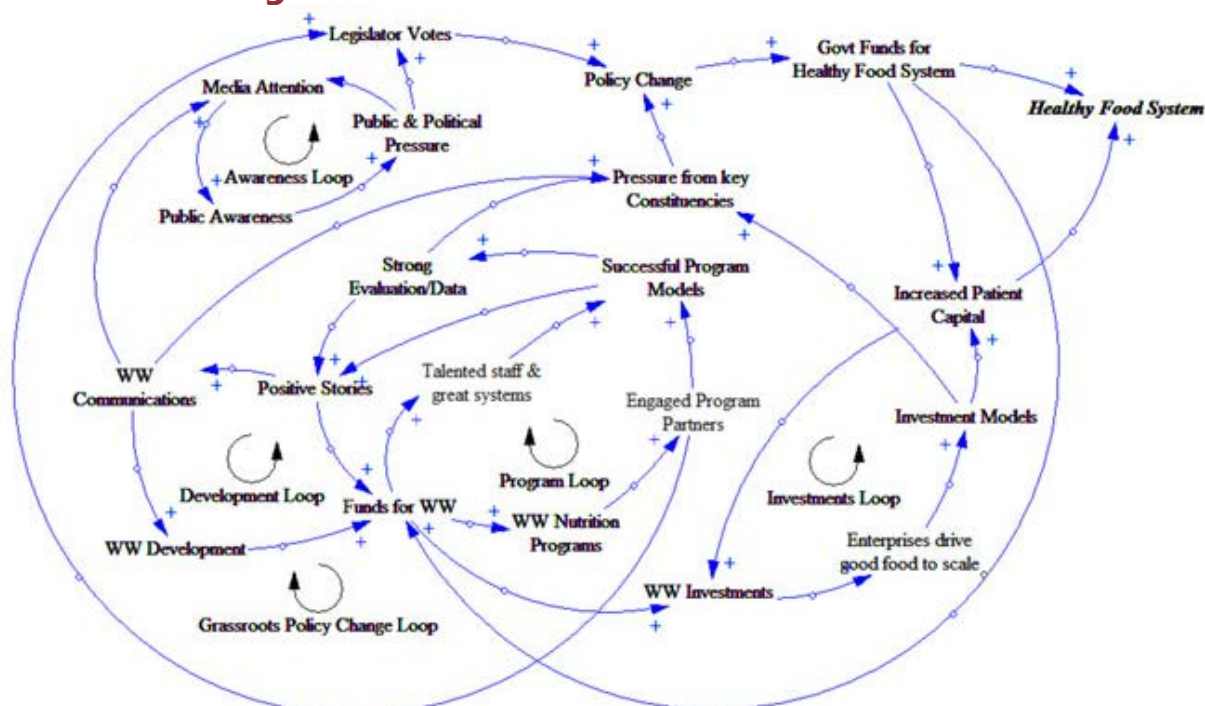 Legislator Votes
Govt Funds for
Healthy Food System
Policy Change
Media Attention
Healthy Food System
Public & Political
Pressure
Awareness Loop
Pressure from key
Constituencies
Public Awareness
Strong
Evaluation/Data
Successful Program
Models
Increased Patient
Capital
WW
Communications
Positive Stories
Talented staff &
great systems
Engaged Program
Partners
Investment Models
Development Loop
Program Loop
Investments Loop
Funds for WW
WW Nutrition
Programs
WW Development
Enterprises drive
good food to scale
WW Investments
Grassroots Policy Change Loop